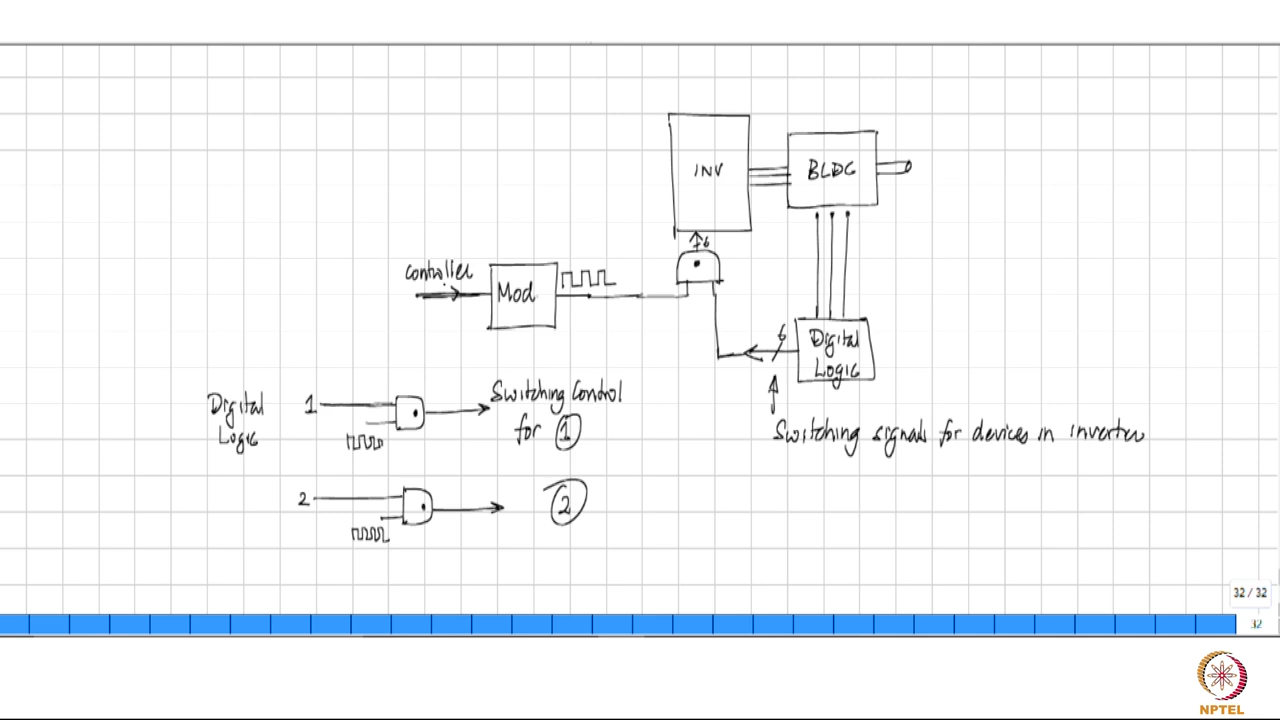 INV
BLDC
6
Controller
Mod
6
Digital
Logic
Digital
Logic
1
Switching Control
for 1
Switching signals for devices in inverter
2
2
32 / 32
32
NPTEL